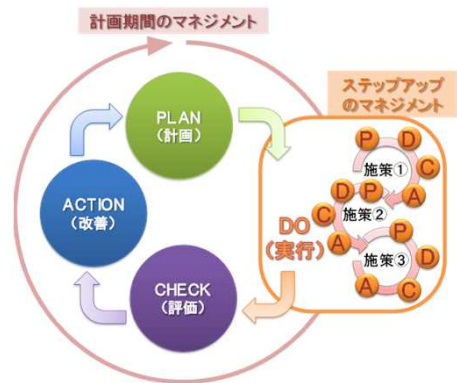 計画期間のマネジメント
ステップアップ
のマネジメント
PLAN
(計画)
P
D
C
A
施策①
D
P
C
A
施策②
P
D
C
A
施策③
DO
(実行)
ACTION
(改善)
CHECK
(評価)